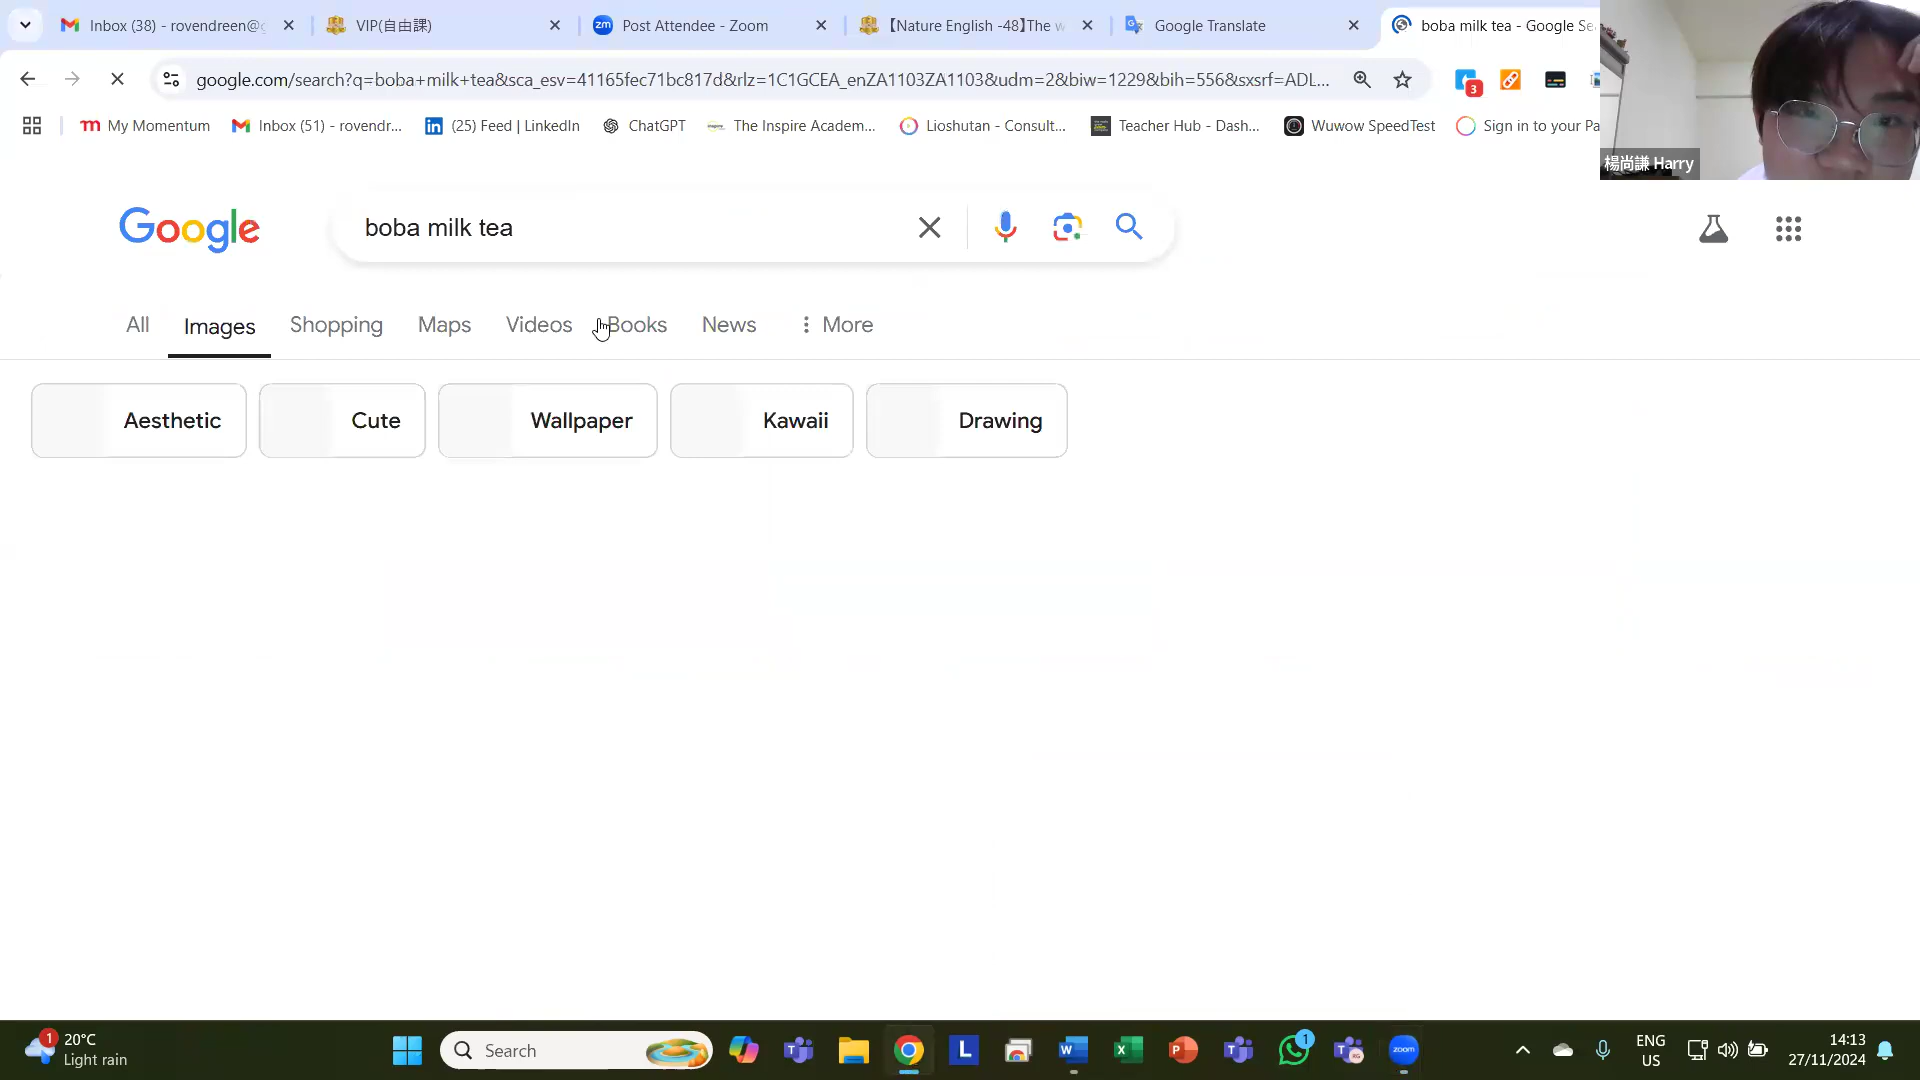 Inbox (38) - rovendreen@g
VIP(自由課)
Post Attendee - Zoom
【Nature English -48】The w
Google Translate
boba milk tea - Google Se
google.com/search?q=boba+milk+tea&sca_esv=41165fec71bc817d&rlz=1C1GCEA_enZA1103ZA1103&udm=2&biw=1229&bih=556&sxsrf=ADL...
3
My Momentum
Inbox (51) - rovendr...
(25) Feed | LinkedIn
ChatGPT
The Inspire Academ...
Lioshutan - Consult...
Teacher Hub - Dash...
Wuwow SpeedTest
Sign in to your Pa
楊尚謙 Harry
Google
boba milk tea
All
Images
Shopping
Maps
Videos
Books
News
More
Aesthetic
Cute
Wallpaper
Kawaii
Drawing
1
20°C
Light rain
Search
L
zoom
1
ENG
US
14:13
27/11/2024